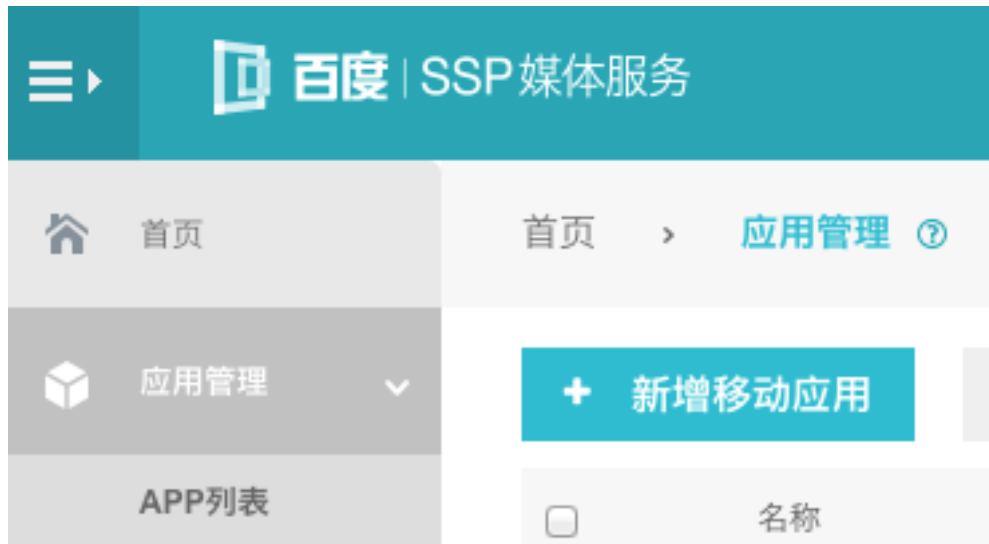 百度 | SSP媒体服务
首页
首页 › 应用管理 ?
应用管理
+ 新增移动应用
APP列表
名称